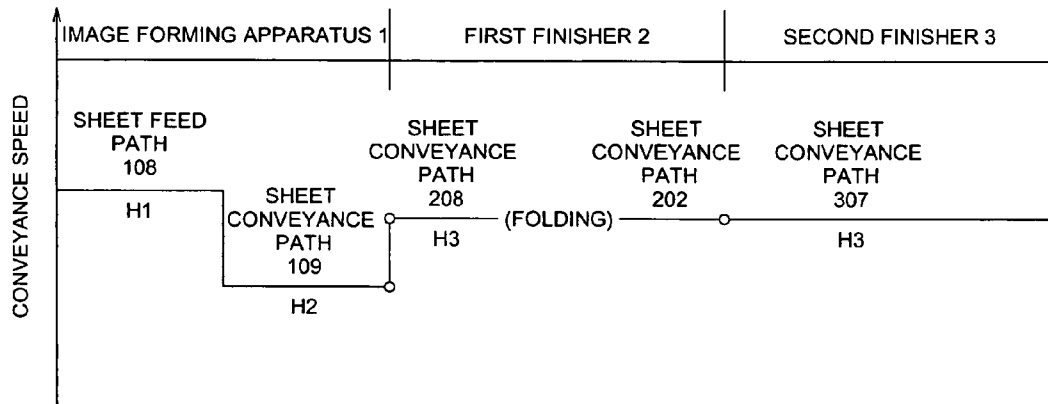 IMAGE FORMING APPARATUS 1
FIRST FINISHER 2
SECOND FINISHER 3
CONVEYANCE SPEED
SHEET FEED
PATH
108
H1
SHEET
CONVEYANCE
PATH
109
H2
SHEET
CONVEYANCE
PATH
208
H3
(FOLDING)
SHEET
CONVEYANCE
PATH
202
SHEET
CONVEYANCE
PATH
307
H3